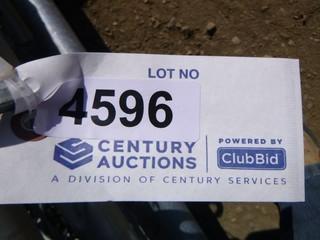 LOT NO
4596
CENTURY
AUCTIONS
POWERED BY
ClubBid
A DIVISION OF CENTURY SERVICES